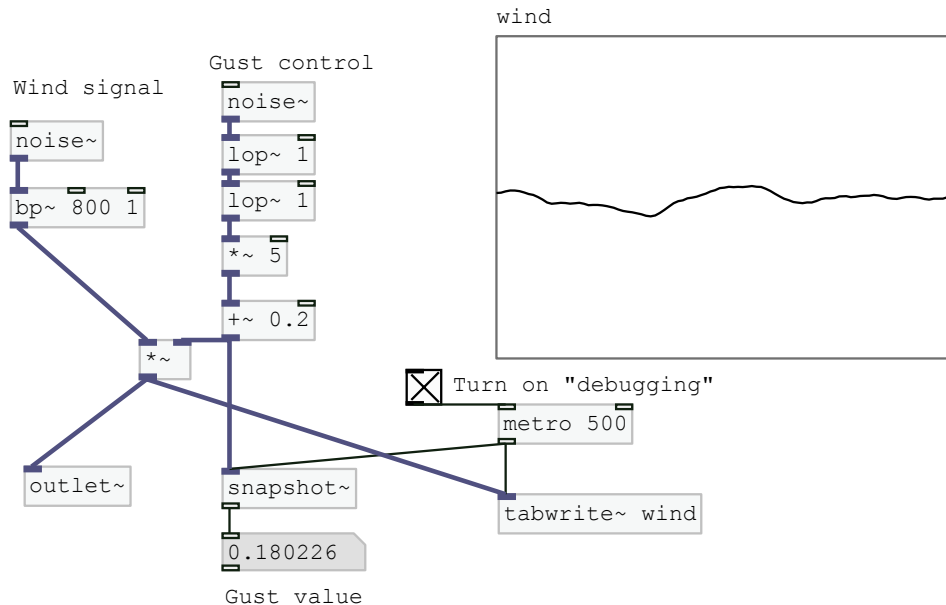 wind
Gust control
Wind signal
noise~
noise~
lop~ 1
bp~ 800 1
lop~ 1
*~ 5
+~ 0.2
*~
Turn on "debugging"
metro 500
outlet~
snapshot~
tabwrite~ wind
0.180226
Gust value